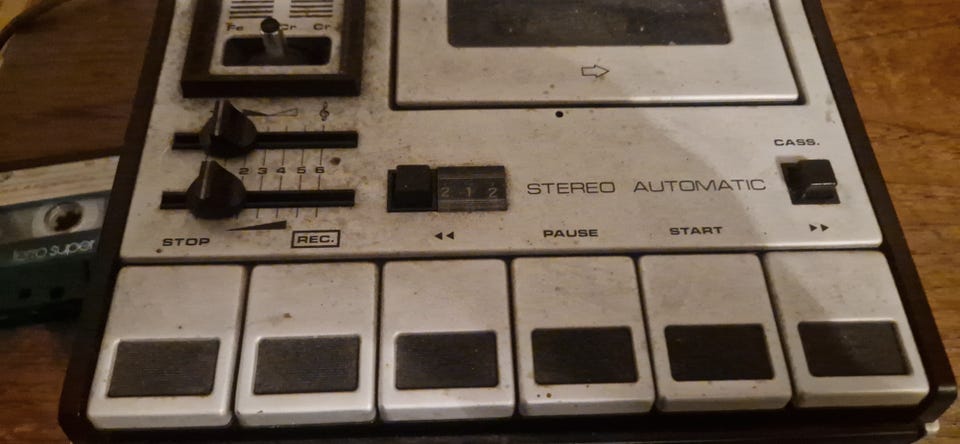 Fe Cr Cr
CASS.
2 3 4 5 6
2 1 2
STEREO AUTOMATIC
STOP REC. PAUSE START
super